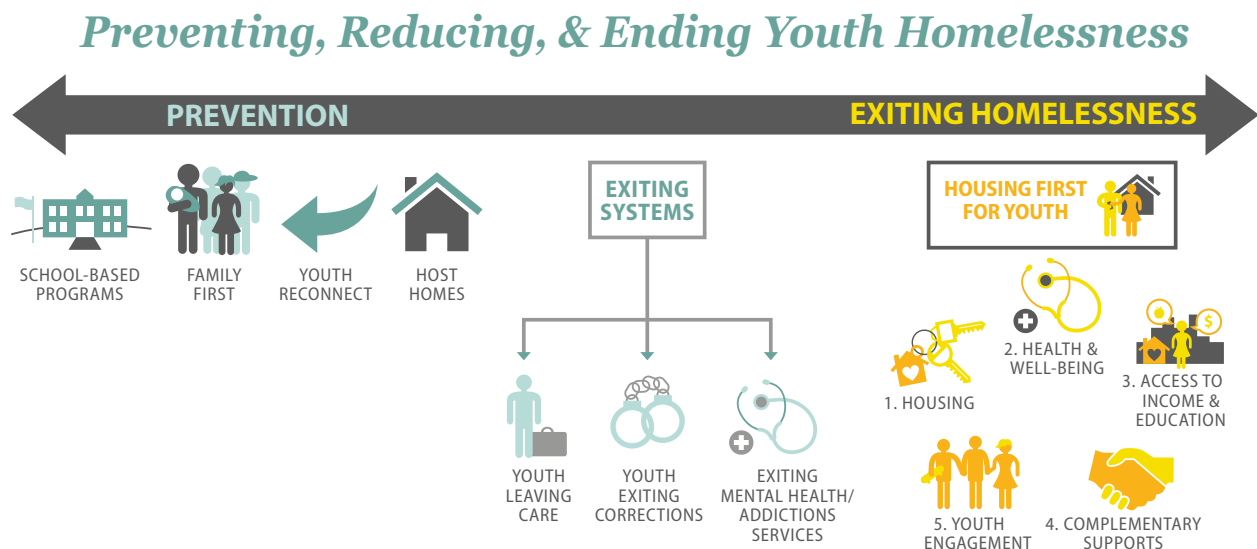 Preventing, Reducing, & Ending Youth Homelessness
PREVENTION
EXITING HOMELESSNESS
SCHOOL-BASED
PROGRAMS
FAMILY
FIRST
YOUTH
RECONNECT
HOST
HOMES
EXITING
SYSTEMS
YOUTH
LEAVING
CARE
YOUTH
EXITING
CORRECTIONS
EXITING
MENTAL HEALTH/
ADDICTIONS
SERVICES
HOUSING FIRST
FOR YOUTH
1. HOUSING
2. HEALTH &
WELL-BEING
$
3. ACCESS TO
INCOME &
EDUCATION
5. YOUTH
ENGAGEMENT
4. COMPLEMENTARY
SUPPORTS